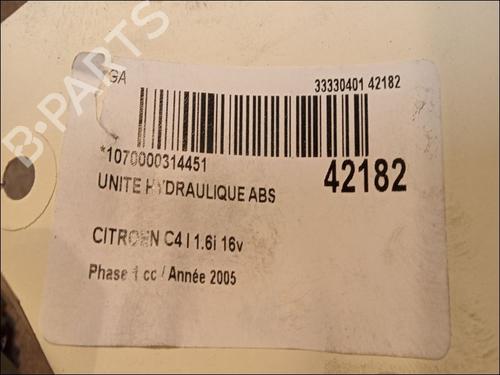 B-PARTS
GA
33330401 42182
*1070000314451
42182
UNITE HYDRAULIQUE ABS
CITROEN C4 I 1.6i 16v
Phase 1 cc / Année 2005